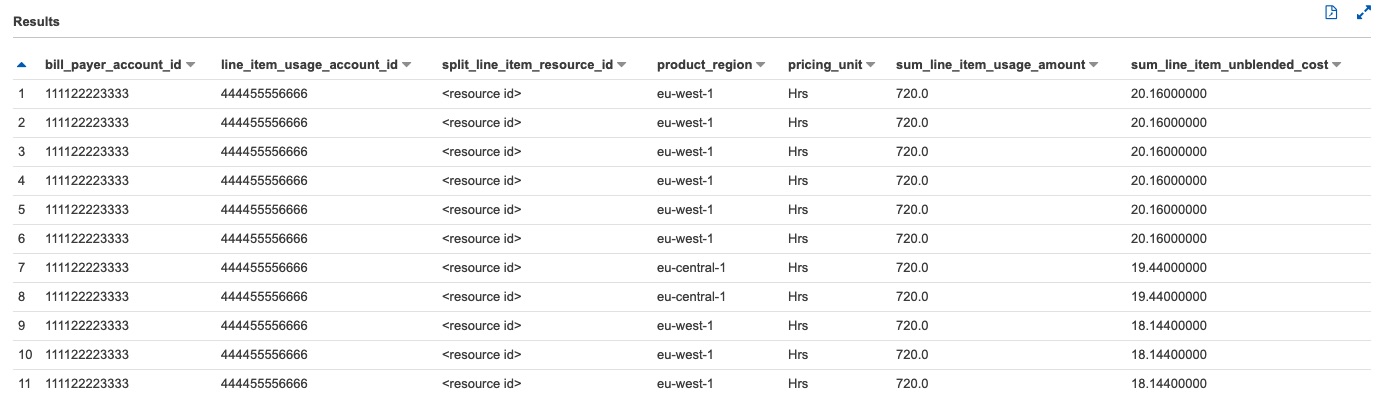 Results
bill_payer_account_id line_item_usage_account_id split_line_item_resource_id product_region pricing_unit sum_line_item_usage_amount sum_line_item_unblended_cost
1 111122223333 444455556666 <resource id> eu-west-1 Hrs 720.0 20.16000000
2 111122223333 444455556666 <resource id> eu-west-1 Hrs 720.0 20.16000000
3 111122223333 444455556666 <resource id> eu-west-1 Hrs 720.0 20.16000000
4 111122223333 444455556666 <resource id> eu-west-1 Hrs 720.0 20.16000000
5 111122223333 444455556666 <resource id> eu-west-1 Hrs 720.0 20.16000000
6 111122223333 444455556666 <resource id> eu-west-1 Hrs 720.0 20.16000000
7 111122223333 444455556666 <resource id> eu-central-1 Hrs 720.0 19.44000000
8 111122223333 444455556666 <resource id> eu-central-1 Hrs 720.0 19.44000000
9 111122223333 444455556666 <resource id> eu-west-1 Hrs 720.0 18.14400000
10 111122223333 444455556666 <resource id> eu-west-1 Hrs 720.0 18.14400000
11 111122223333 444455556666 <resource id> eu-west-1 Hrs 720.0 18.14400000